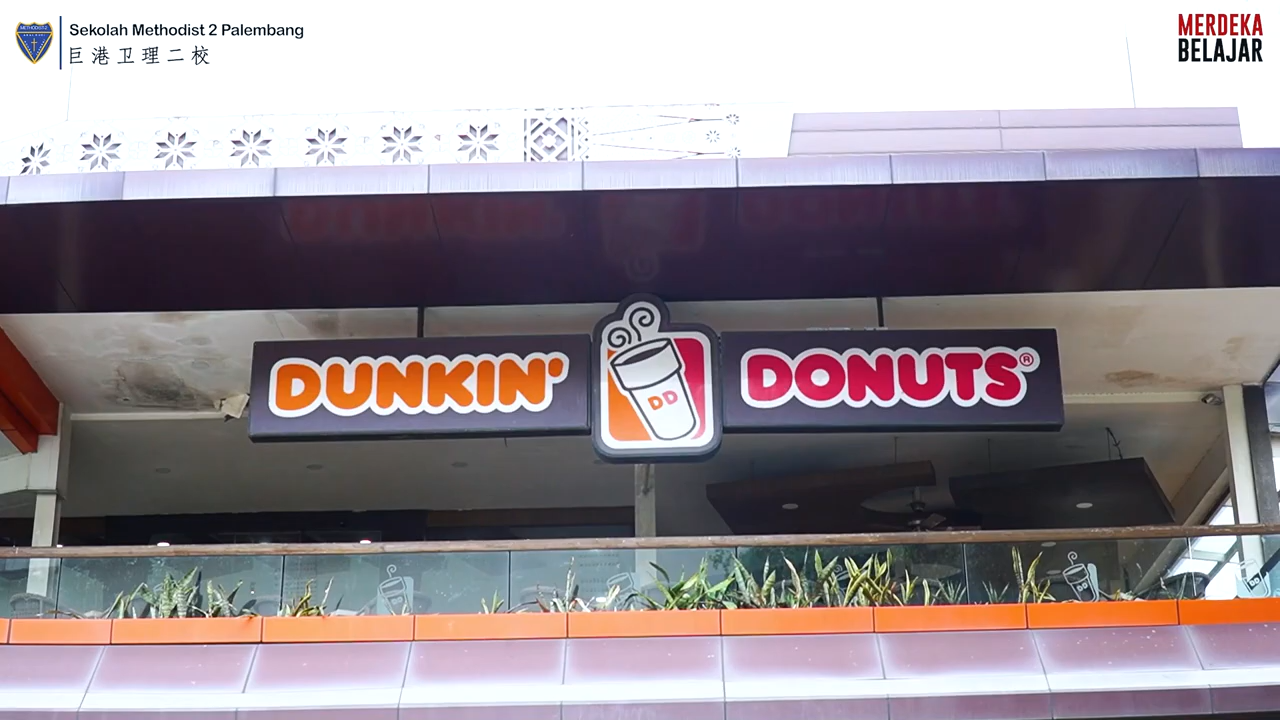 Sekolah Methodist 2 Palembang
巨港卫理二校
MERDEKA
BELAJAR
DUNKIN' DONUTS®
DD